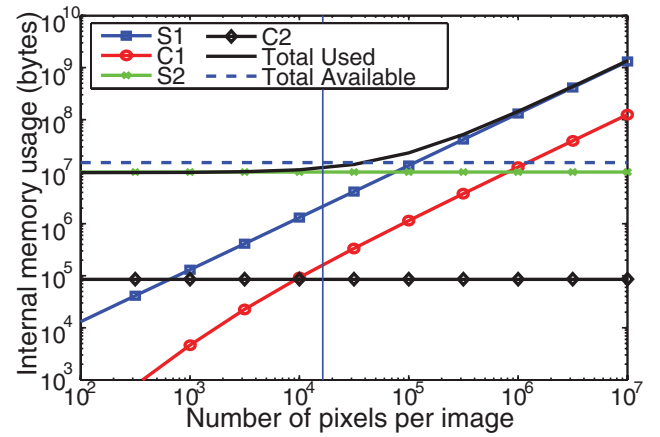 Internal memory usage (bytes)
10^10
10^9
10^8
10^7
10^6
10^5
10^4
10^3
S1
C1
S2
C2
Total Used
Total Available
10^2 10^3 10^4 10^5 10^6 10^7
Number of pixels per image